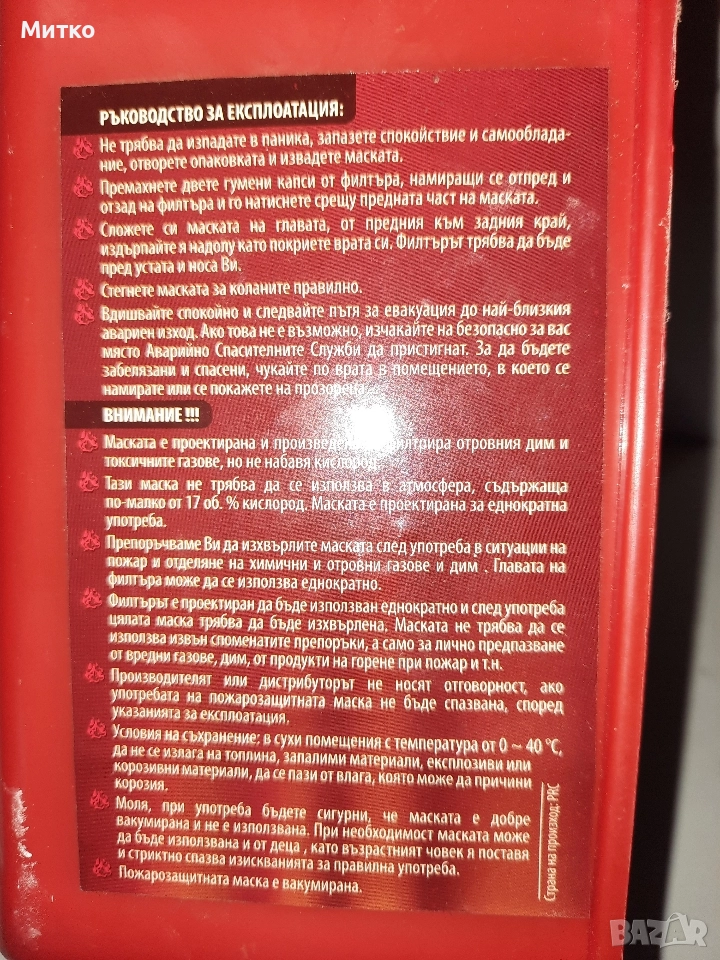 Митко
РЪКОВОДСТВО ЗА ЕКСПЛОАТАЦИЯ:
Не трябва да изпадате в паника, запазете спокойствие и самооблада-
ние, отворете опаковката и извадете маската.
Премахнете двете гумени капси от филтъра, намиращи се отпред и
отзад на филтъра и го натиснете срещу предната част на маската.
Сложете си маската на главата, от предния към задния край,
издърпайте я надолу като покриете врата си. Филтърът трябва да бъде
пред устата и носа Ви.
Стегнете маската за коланите правилно.
Вдишвайте спокойно и следвайте пътя за евакуация до най-близкия
авариен изход. Ако това не е възможно, изчакайте на безопасно за вас
място Аварийно Спасителните Служби да пристигнат. За да бъдете
забелязани и спасени, чукайте по врата в помещението, в което се
намирате или се покажете на прозореца.
ВНИМАНИЕ !!!
Маската е проектирана и произведена филтрира отровния дим и
токсичните газове, но не набавя кислород.
Тази маска не трябва да се използва в атмосфера, съдържаща
по-малко от 17 об. % кислород. Маската е проектирана за еднократна
употреба.
Препоръчваме Ви да изхвърлите маската след употреба в ситуации на
пожар и отделяне на химични и отровни газове и дим . Главата на
филтъра може да се използва еднократно.
Филтърът е проектиран да бъде използван еднократно и след употреба
цялата маска трябва да бъде изхвърлена. Маската не трябва да се
използва извън споменатите препоръки, а само за лично предпазване
от вредни газове, дим, от продукти на горене при пожар и т.н.
Производителят или дистрибуторът не носят отговорност, ако
употребата на пожарозащитната маска не бъде спазвана, според
указанията за експлоатация.
Условия на съхранение: в сухи помещения с температура от 0 ~ 40 °C,
да не се излага на топлина, запалими материали, експлозиви или
корозивни материали, да се пази от влага, която може да причини
корозия.
Моля, при употреба бъдете сигурни, че маската е добре
вакумирана и не е използвана. При необходимост маската може
да бъде използвана и от деца , като възрастният човек я поставя
и стриктно спазва изискванията за правилна употреба.
Пожарозащитната маска е вакумирана.
Страна на произход: PRC
BAZAR